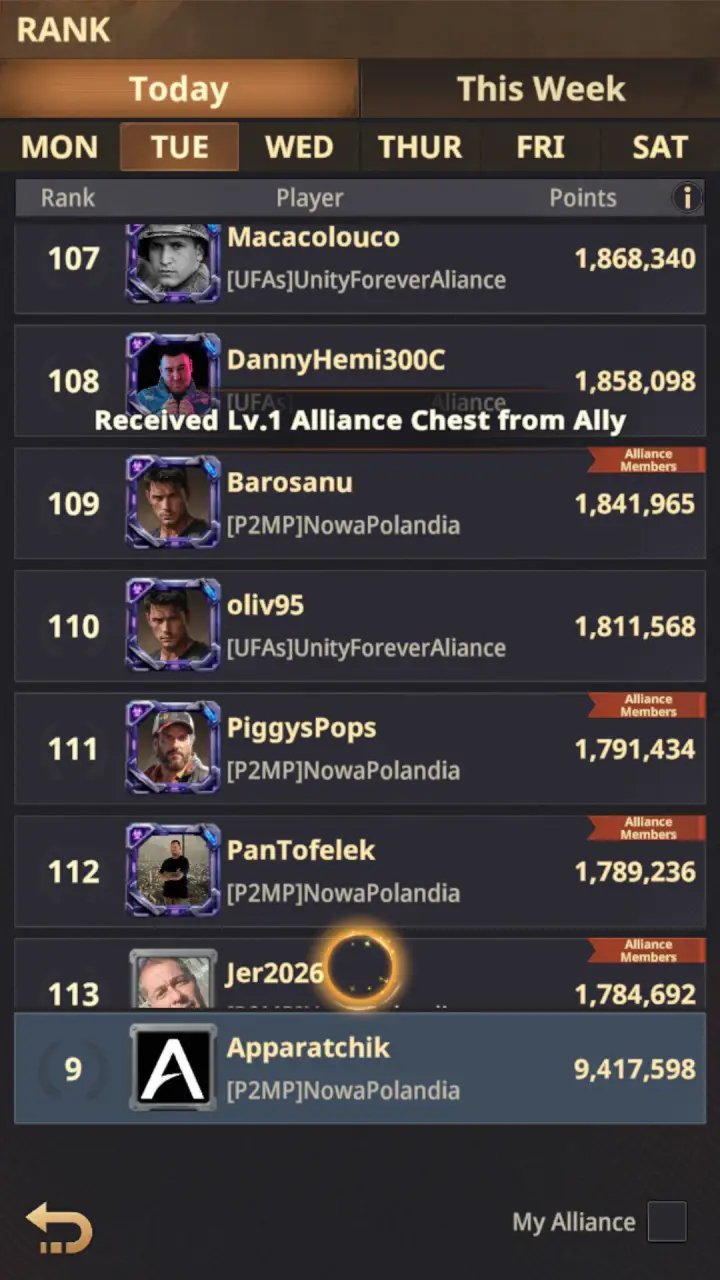 RANK
Today
This Week
MON
TUE
WED
THUR
FRI
SAT
Rank
Player
Points
107
Macacolouco
[UFAs]UnityForeverAlliance
1,868,340
108
DannyHemi300C
[UFAs] Alliance
1,858,098
Received Lv.1 Alliance Chest from Ally
Alliance
Members
109
Barosanu
[P2MP]NowaPolandia
1,841,965
110
oliv95
[UFAs]UnityForeverAlliance
1,811,568
Alliance
Members
111
PiggysPops
[P2MP]NowaPolandia
1,791,434
Alliance
Members
112
PanTofelek
[P2MP]NowaPolandia
1,789,236
Alliance
Members
113
Jer2026
1,784,692
9
Apparatchik
[P2MP]NowaPolandia
9,417,598
My Alliance